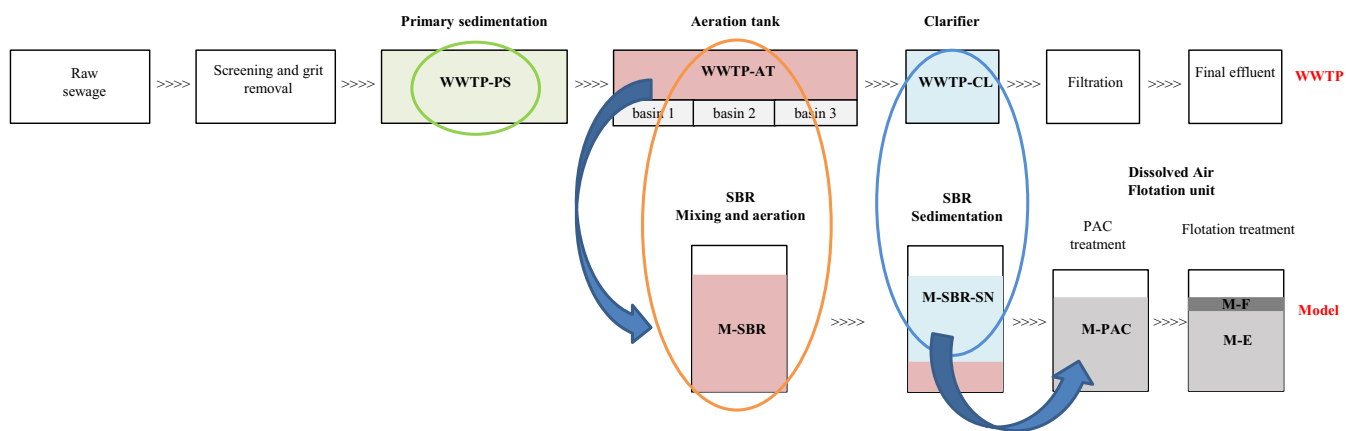 Primary sedimentation
Aeration tank
Clarifier
Raw
sewage
>>>>
Screening and grit
removal
>>>>
WWTP-PS
>>>>
WWTP-AT
basin 1
basin 2
basin 3
>>>>
WWTP-CL
>>>>
Filtration
>>>>
Final effluent
WWTP
SBR
Mixing and aeration
SBR
Sedimentation
Dissolved Air
Flotation unit
PAC
treatment
Flotation treatment
M-SBR
>>>>
M-SBR-SN
>>>>
M-PAC
>>>>
M-F
M-E
Model